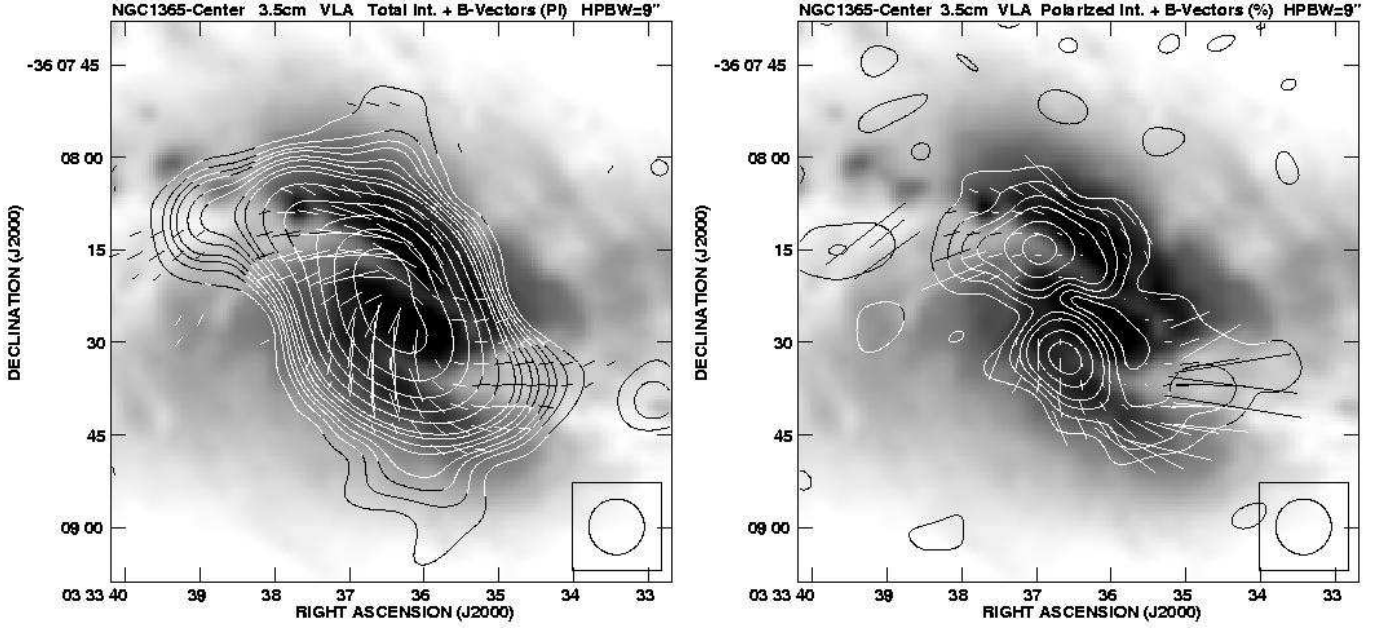 NGC1365-Center 3.5cm VLA Total Int. + B-Vectors (PI) HPBW=9"
-36 07 45
08 00
15
30
45
09 00
DECLINATION (J2000)
03 33 40 39 38 37 36 35 34 33
RIGHT ASCENSION (J2000)
NGC1365-Center 3.5cm VLA Polarized Int. + B-Vectors (%) HPBW=9"
-36 07 45
08 00
15
30
45
09 00
DECLINATION (J2000)
03 33 40 39 38 37 36 35 34 33
RIGHT ASCENSION (J2000)